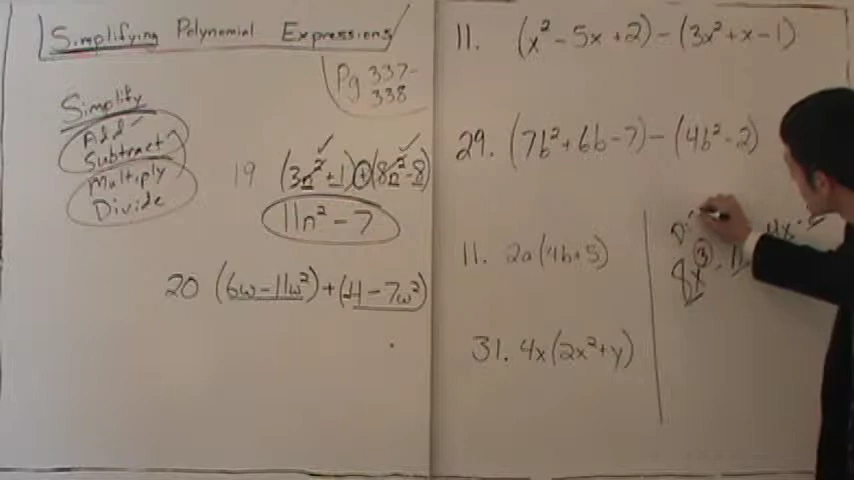 Simplifying Polynomial Expressions
Pg 337-
338
Simplify
Add ✓
Subtract
Multiply
Divide
19 (3n² + 1) + (8n² - 8)
11n² - 7
20 (6w - 11w²) + (4 - 7w²)
11. (x² - 5x + 2) - (3x² + x - 1)
29. (7b² + 6b - 7) - (4b² - 2)
11. 2a(4b + 5)
31. 4x(2x² + y)
8x³ -